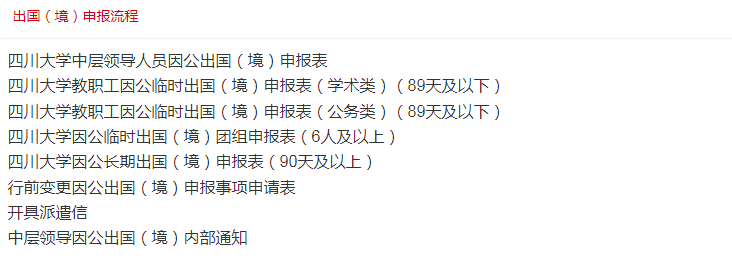 出国（境）申报流程
四川大学中层领导人员因公出国（境）申报表
四川大学教职工因公临时出国（境）申报表（学术类）（89天及以下）
四川大学教职工因公临时出国（境）申报表（公务类）（89天及以下）
四川大学因公临时出国（境）团组申报表（6人及以上）
四川大学因公长期出国（境）申报表（90天及以上）
行前变更因公出国（境）申报事项申请表
开具派遣信
中层领导因公出国（境）内部通知